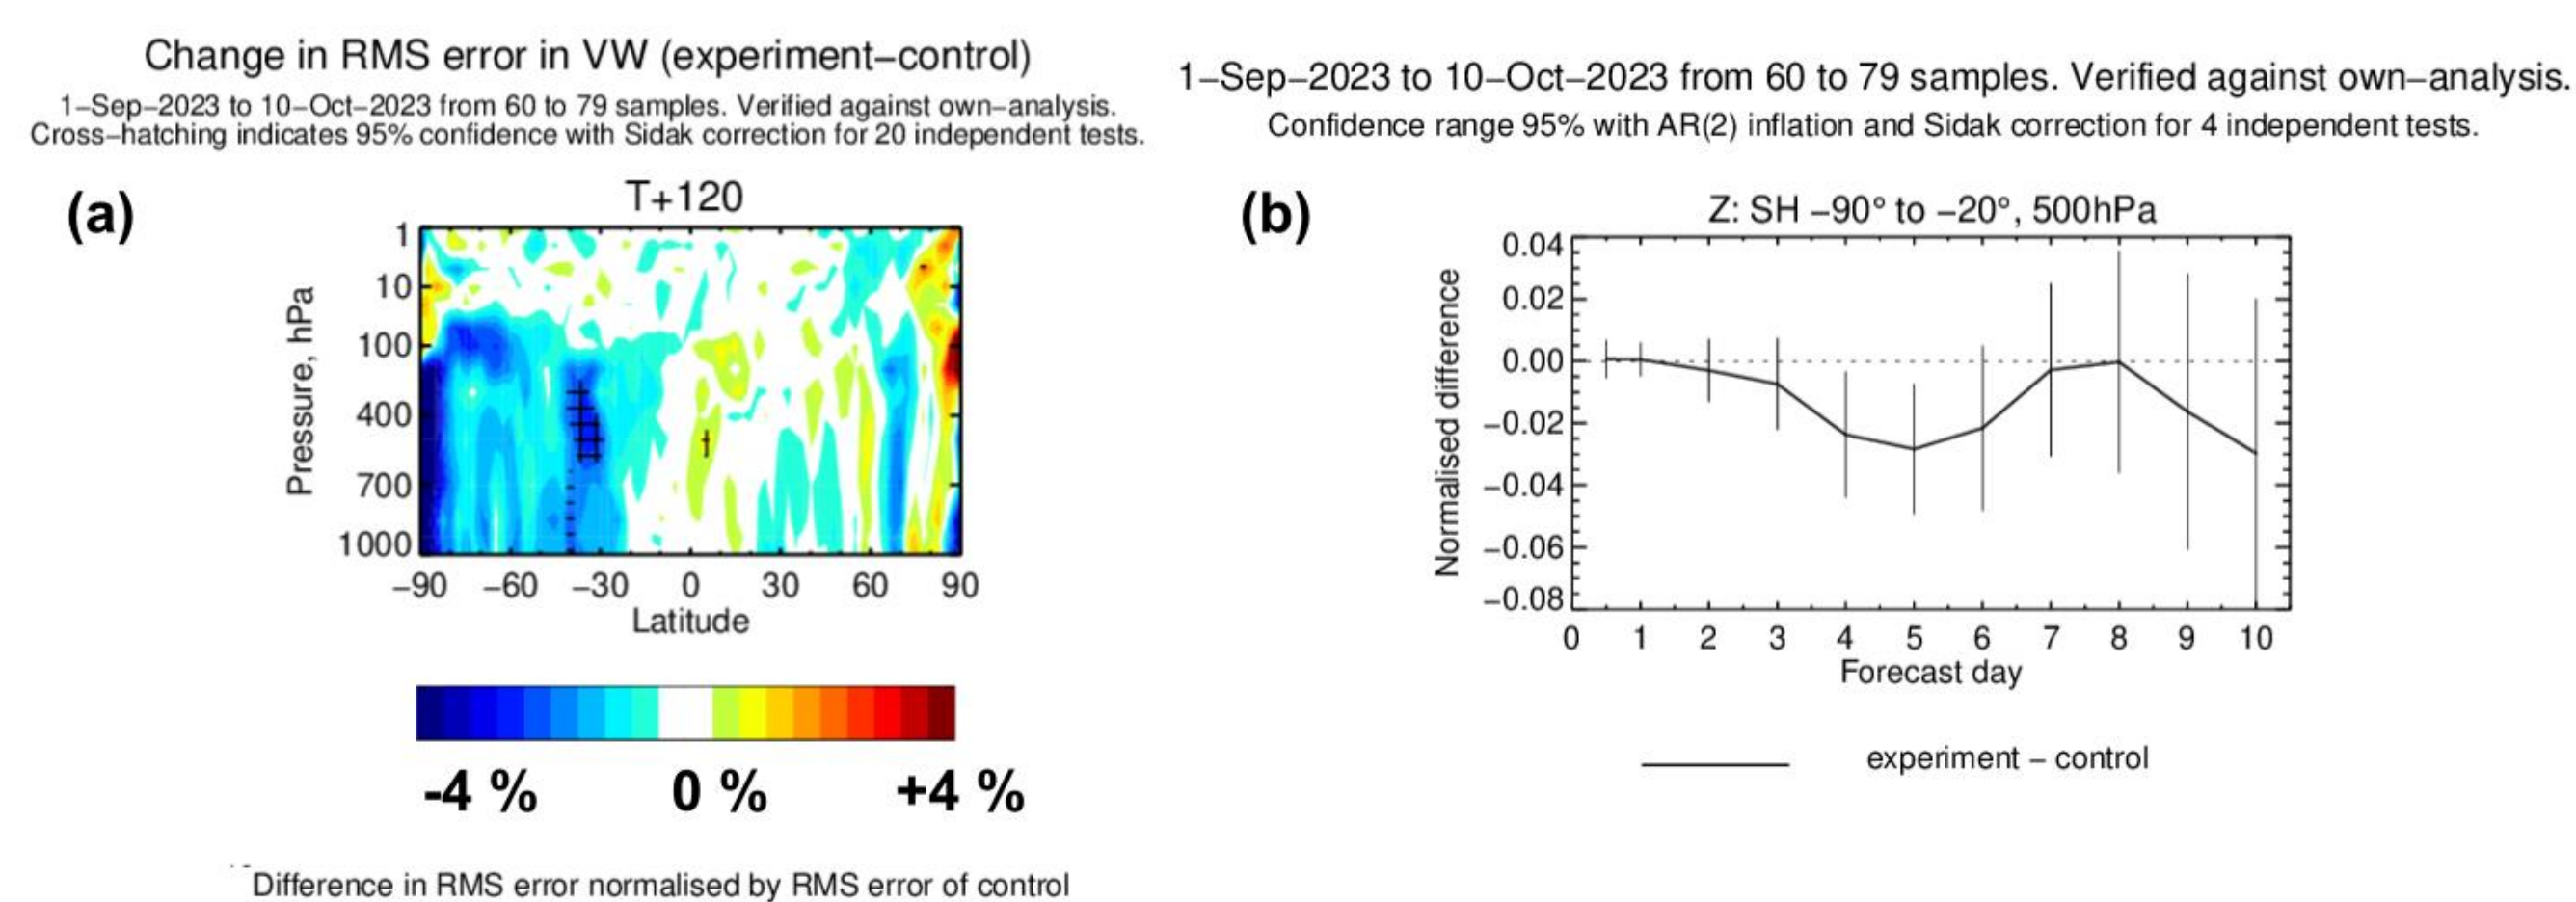 Change in RMS error in VW (experiment−control)
1−Sep−2023 to 10−Oct−2023 from 60 to 79 samples. Verified against own−analysis.
Cross−hatching indicates 95% confidence with Sidak correction for 20 independent tests.
(a)
T+120
Pressure, hPa
1
10
100
400
700
1000
−90 −60 −30 0 30 60 90
Latitude
-4 % 0 % +4 %
Difference in RMS error normalised by RMS error of control
1−Sep−2023 to 10−Oct−2023 from 60 to 79 samples. Verified against own−analysis.
Confidence range 95% with AR(2) inflation and Sidak correction for 4 independent tests.
(b)
Z: SH −90° to −20°, 500hPa
Normalised difference
0.04
0.02
0.00
−0.02
−0.04
−0.06
−0.08
0 1 2 3 4 5 6 7 8 9 10
Forecast day
experiment − control